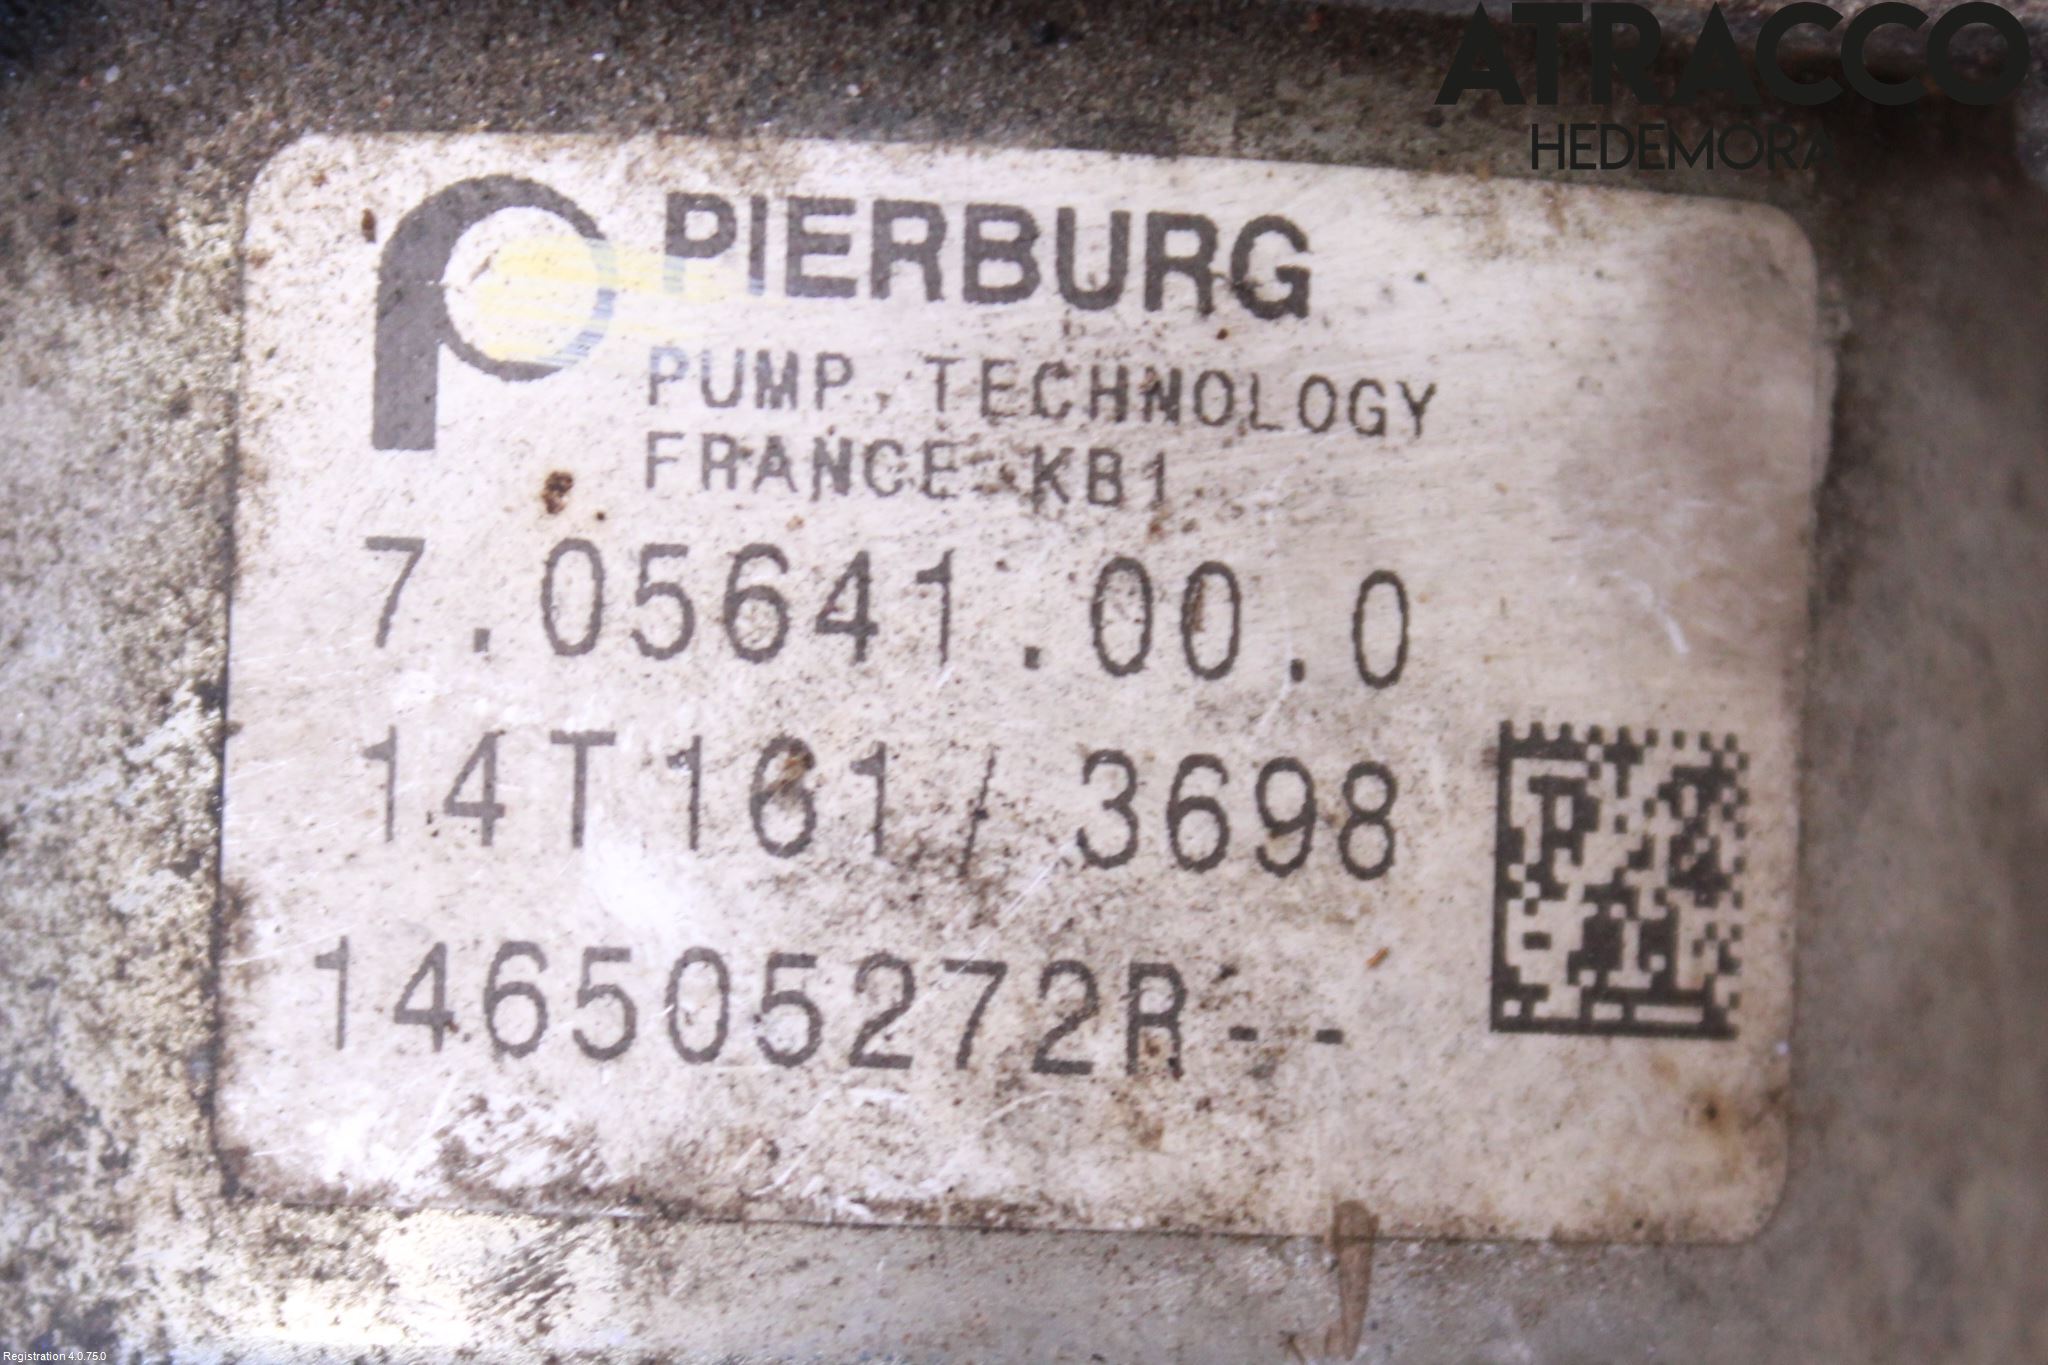 ATRACCO
HEDEMORA
PIERBURG
PUMP TECHNOLOGY
FRANCE KB1
7.05641.00.0
14T161/3698
146505272R--
Registration 4.0.75.0